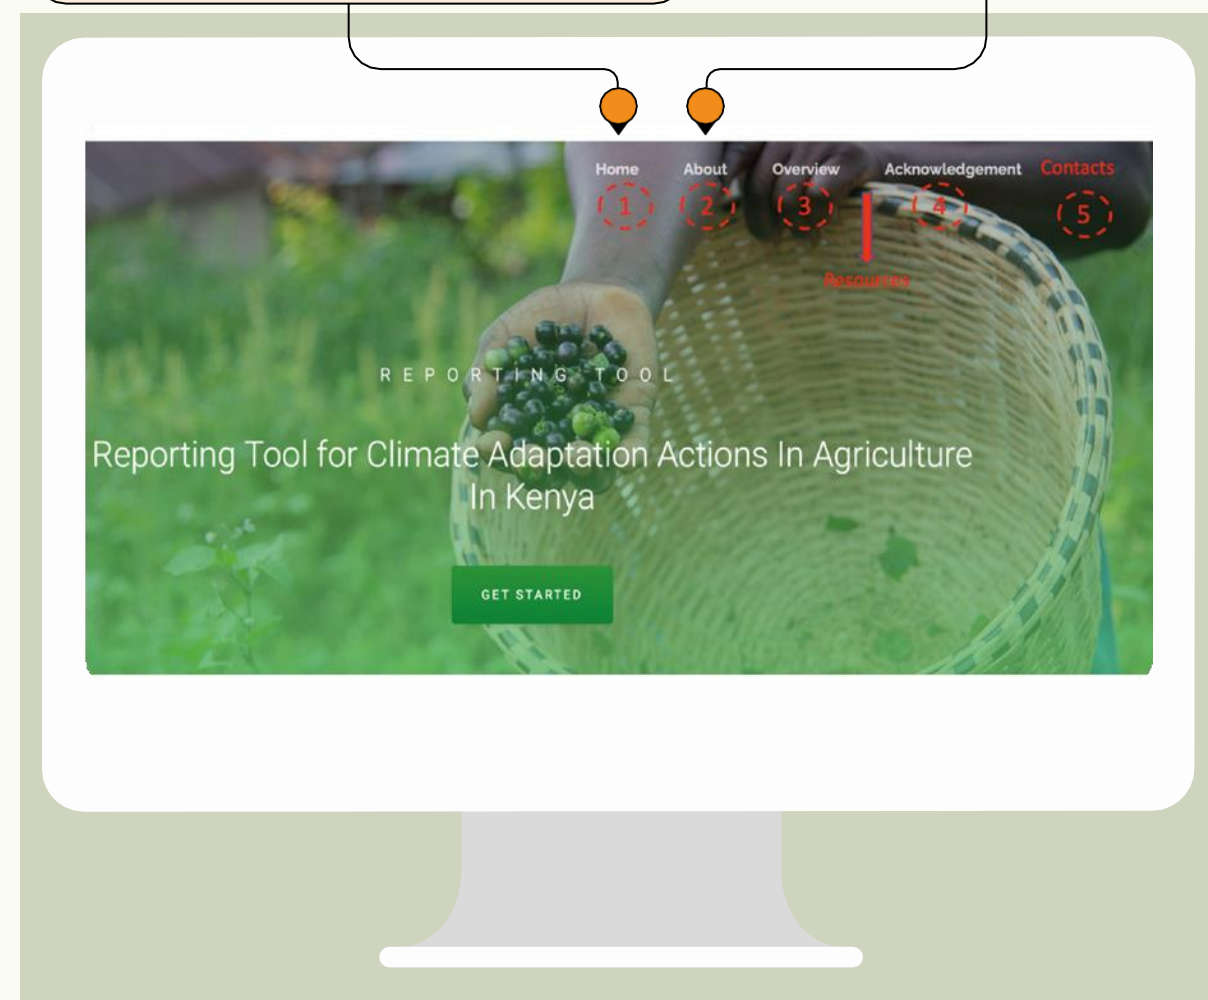 Home About Overview Acknowledgement Contacts
1 2 3 4 5
Resources
REPORTING TOOL
Reporting Tool for Climate Adaptation Actions In Agriculture
In Kenya
GET STARTED